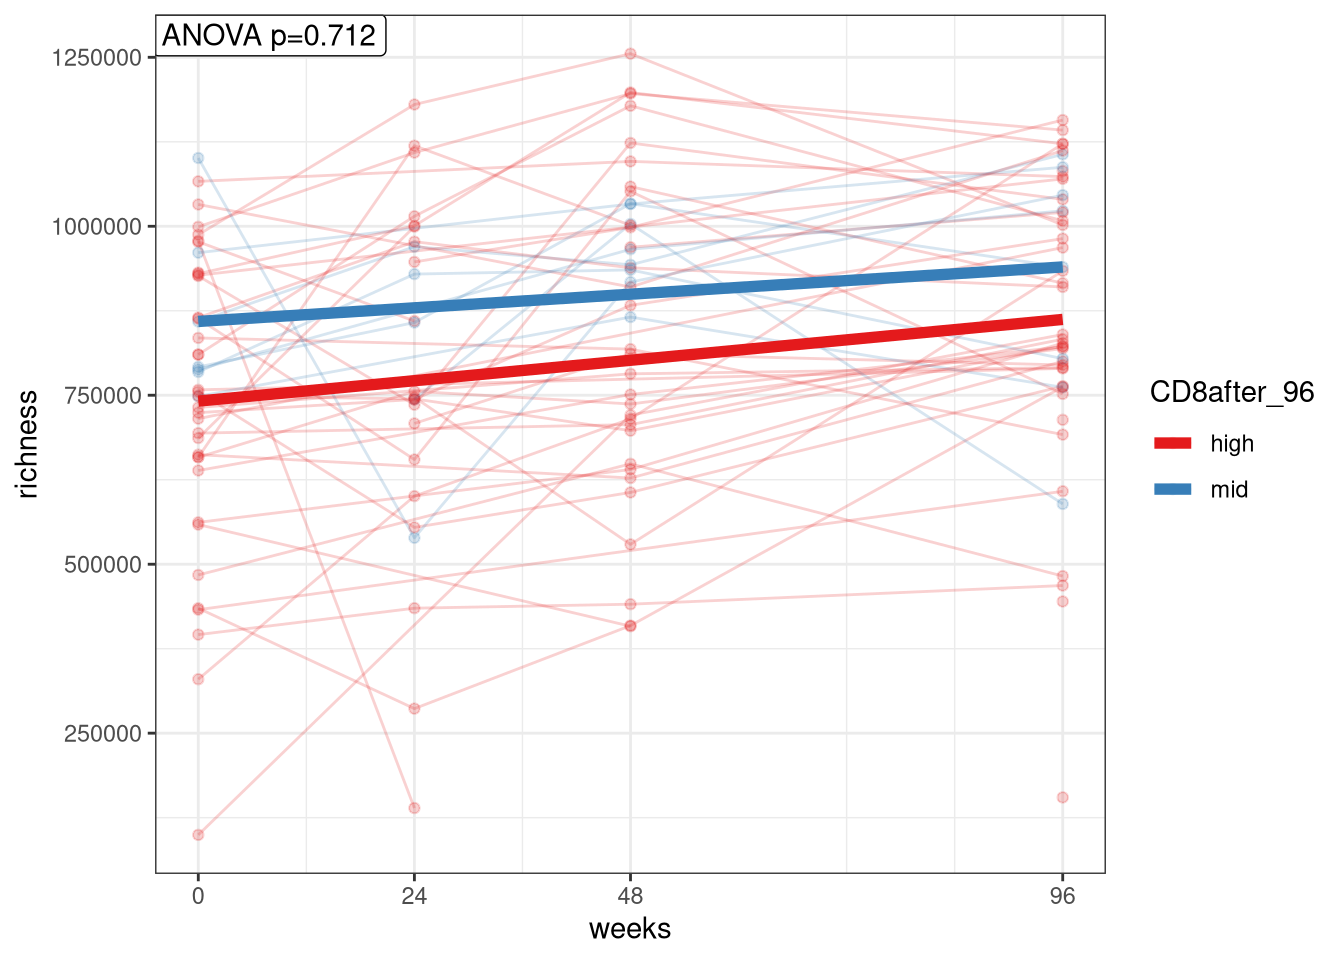 ANOVA p=0.712
1250000
1000000
750000
500000
250000
richness
0 24 48 96
weeks
CD8after_96
high
mid